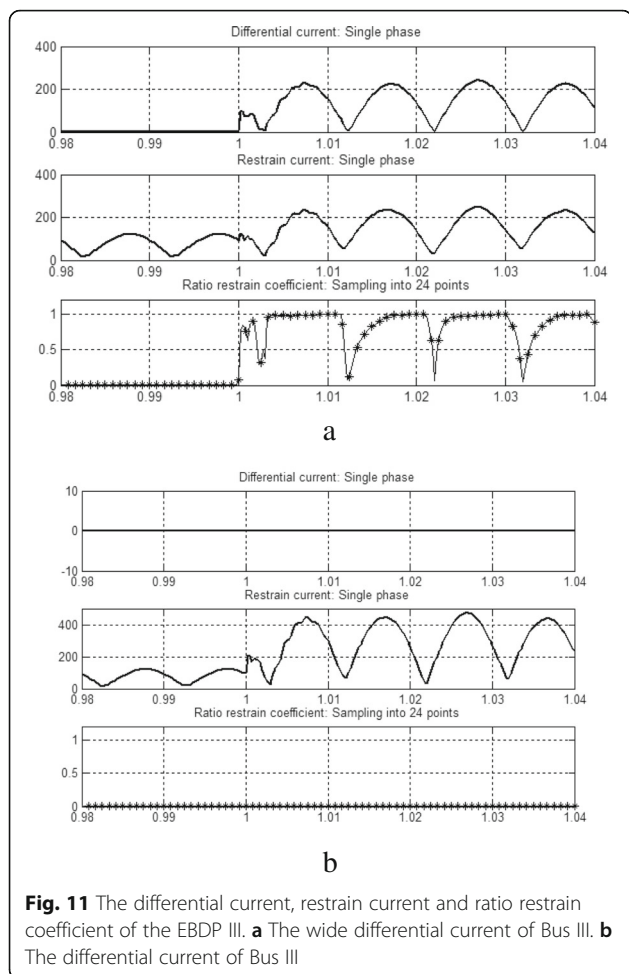 Differential current: Single phase
400
200
0
0.98 0.99 1 1.01 1.02 1.03 1.04
Restrain current: Single phase
400
200
0
0.98 0.99 1 1.01 1.02 1.03 1.04
Ratio restrain coefficient: Sampling into 24 points
1
0.5
0
0.98 0.99 1 1.01 1.02 1.03 1.04
a
Differential current: Single phase
10
0
-10
0.98 0.99 1 1.01 1.02 1.03 1.04
Restrain current: Single phase
400
200
0
0.98 0.99 1 1.01 1.02 1.03 1.04
Ratio restrain coefficient: Sampling into 24 points
1
0.5
0
0.98 0.99 1 1.01 1.02 1.03 1.04
b
Fig. 11 The differential current, restrain current and ratio restrain
coefficient of the EBDP III. a The wide differential current of Bus III. b
The differential current of Bus III